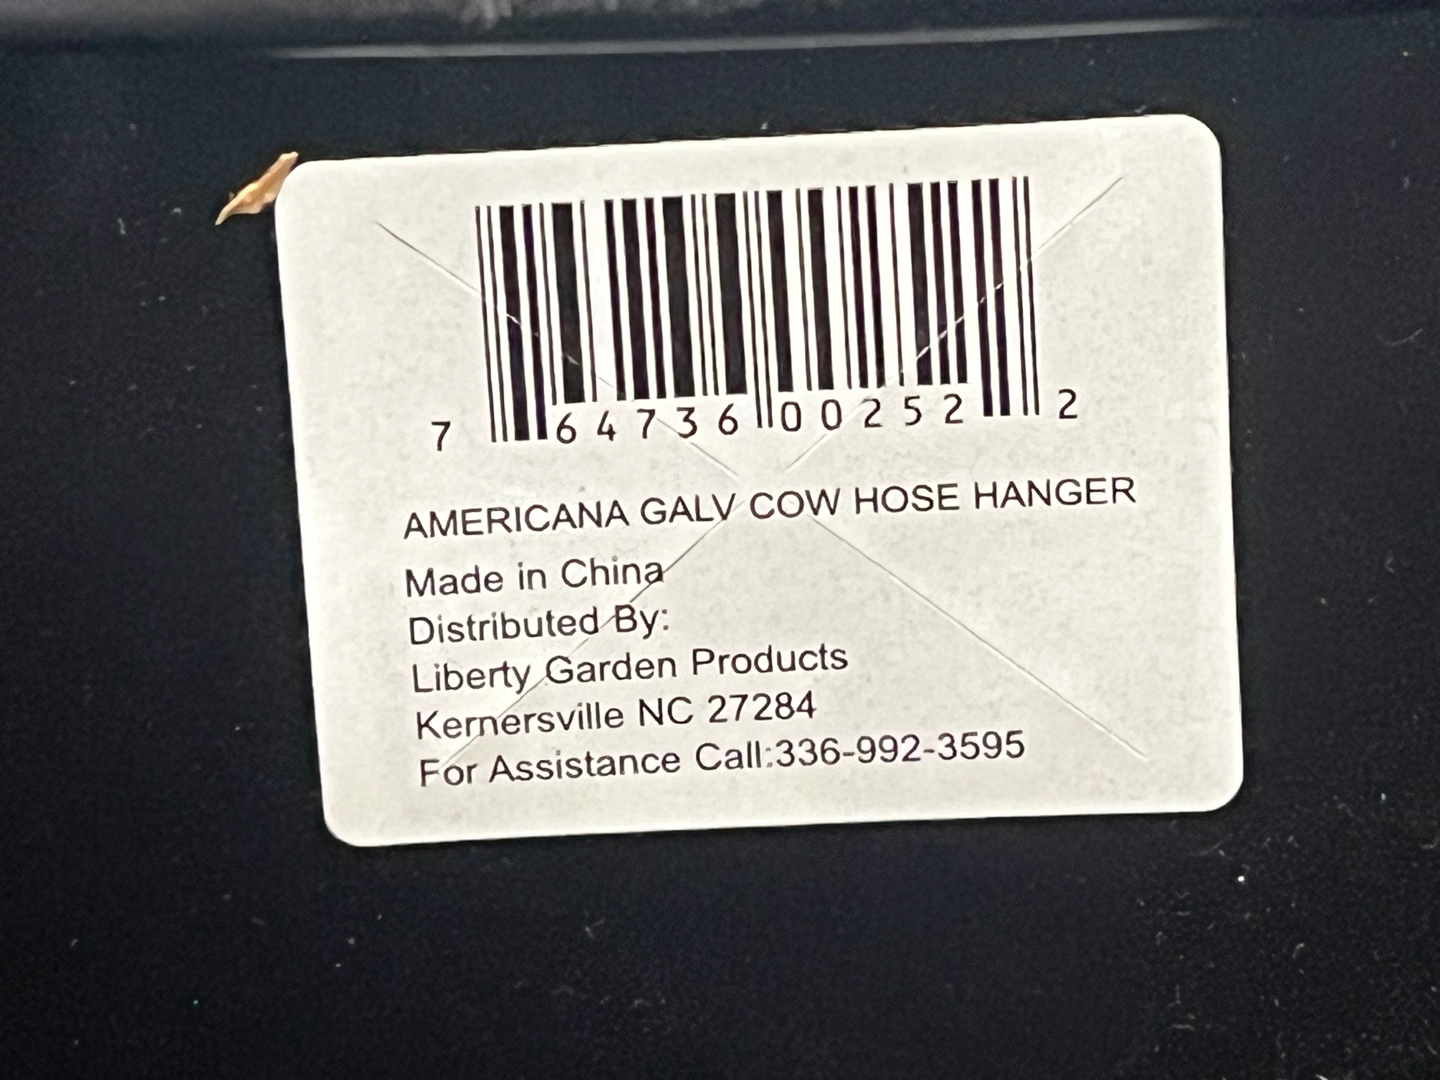 7 64736 00252 2
AMERICANA GALV COW HOSE HANGER
Made in China
Distributed By:
Liberty Garden Products
Kernersville NC 27284
For Assistance Call:336-992-3595